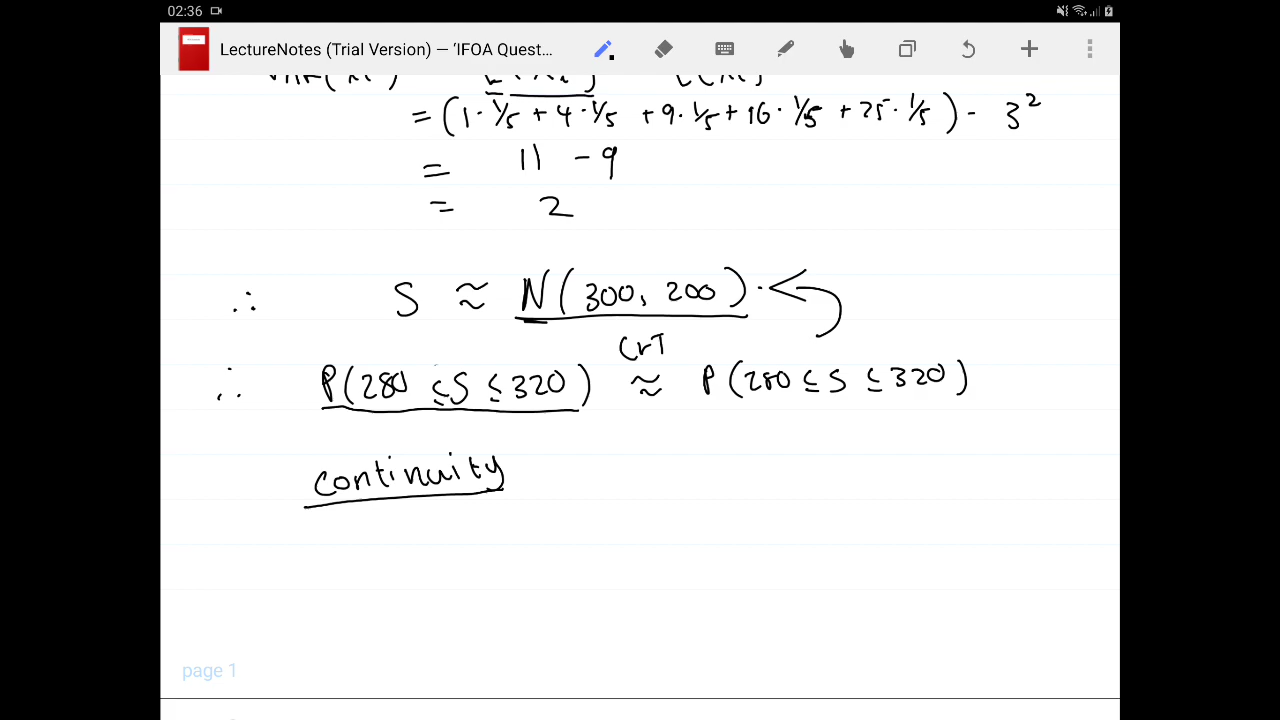 02:36
LectureNotes (Trial Version) — ‘IFOA Quest...
= (1 · 1/5 + 4 · 1/5 + 9 · 1/5 + 16 · 1/5 + 25 · 1/5) - 3²
= 11 - 9
= 2
∴ S ≈ N(300, 200).
CLT
∴ P(280 ≤ S ≤ 320) ≈ P(280 ≤ S ≤ 320)
continuity
page 1